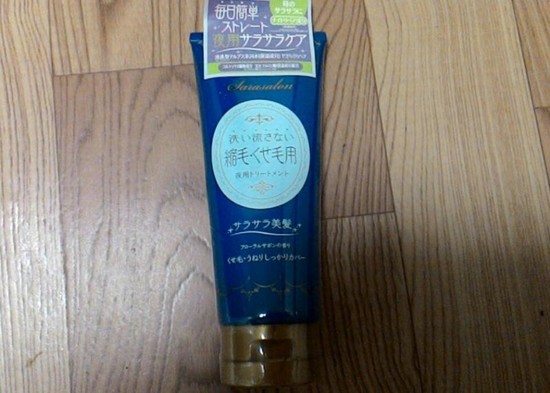 毎日簡単
ストレート
夜用サラサラケア
朝の
サラサラに
Sarasalon
洗い流さない
縮毛・くせ毛用
夜用トリートメント
サラサラ美髪
フローラルサボンの香り
くせ毛・うねりしっかりカバー